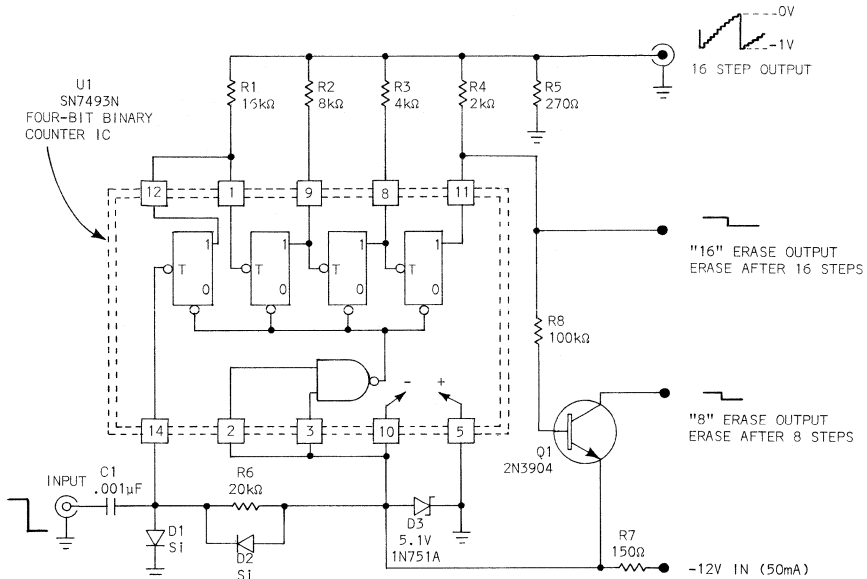 0V
-1V
16 STEP OUTPUT
U1
SN7493N
FOUR-BIT BINARY
COUNTER IC
R1
16kΩ
R2
8kΩ
R3
4kΩ
R4
2kΩ
R5
270Ω
12
1
9
8
11
1
T
0
1
T
0
1
T
0
1
T
0
"16" ERASE OUTPUT
ERASE AFTER 16 STEPS
R8
100kΩ
- +
14
2
3
10
5
"8" ERASE OUTPUT
ERASE AFTER 8 STEPS
Q1
2N3904
INPUT
C1
.001µF
R6
20kΩ
D1
Si
D2
Si
D3
5.1V
1N751A
R7
150Ω
-12V IN (50mA)